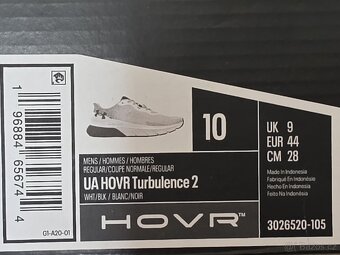 1 96884 65674 4
G1-A20-01
10
MENS / HOMMES / HOMBRES
REGULAR/COUPE NORMALE/REGULAR
UA HOVR Turbulence 2
WHT/BLK / BLANC/NOIR
HOVR™
UK 9
EUR 44
CM 28
Made In Indonesia
Fabriqué En Indonésie
Hecho En Indonesia
Feito Na Indonésia
3026520-105